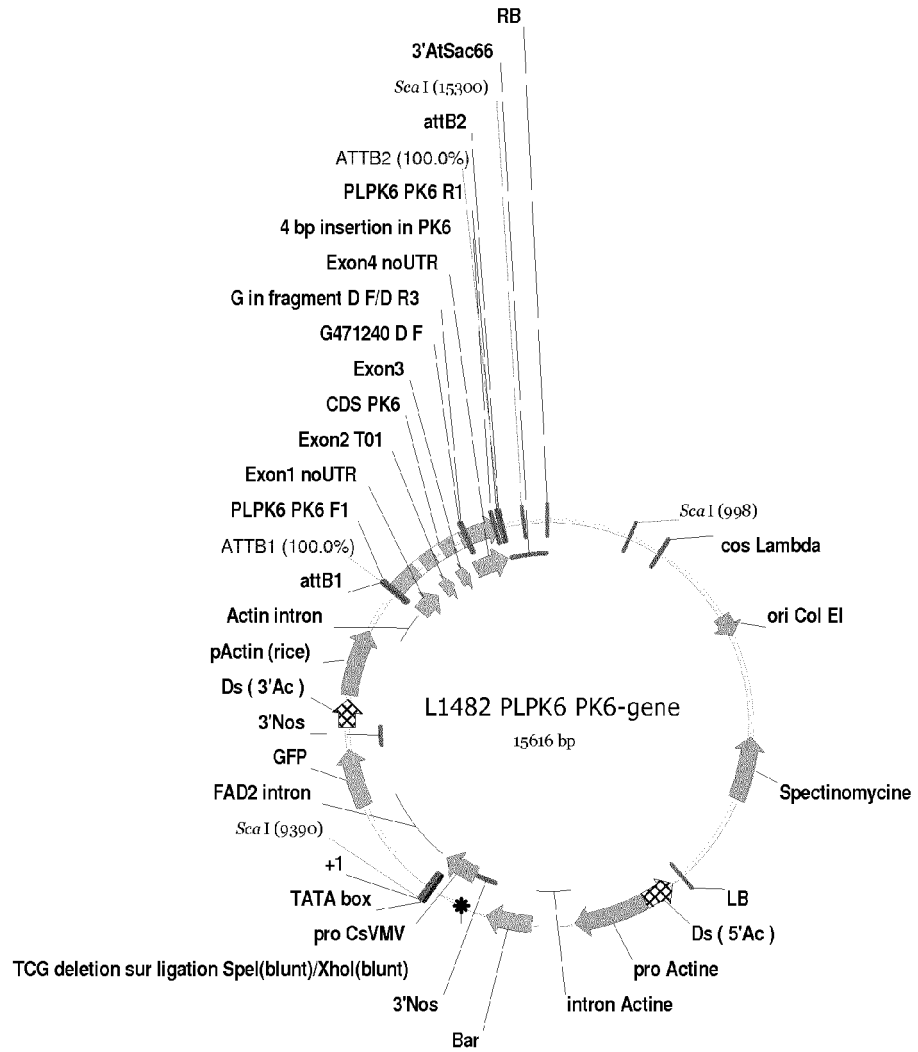 RB
3'AtSac66
Sca I (15300)
attB2
ATTB2 (100.0%)
PLPK6 PK6 R1
4 bp insertion in PK6
Exon4 noUTR
G in fragment D F/D R3
G471240 D F
Exon3
CDS PK6
Exon2 T01
Exon1 noUTR
PLPK6 PK6 F1
ATTB1 (100.0%)
attB1
Actin intron
pActin (rice)
Ds ( 3'Ac )
3'Nos
GFP
FAD2 intron
Sca I (9390)
+1
TATA box
pro CsVMV
TCG deletion sur ligation SpeI(blunt)/XhoI(blunt)
3'Nos
Bar
intron Actine
pro Actine
Ds ( 5'Ac )
LB
Spectinomycine
ori Col EI
cos Lambda
Sca I (998)
L1482 PLPK6 PK6-gene
15616 bp